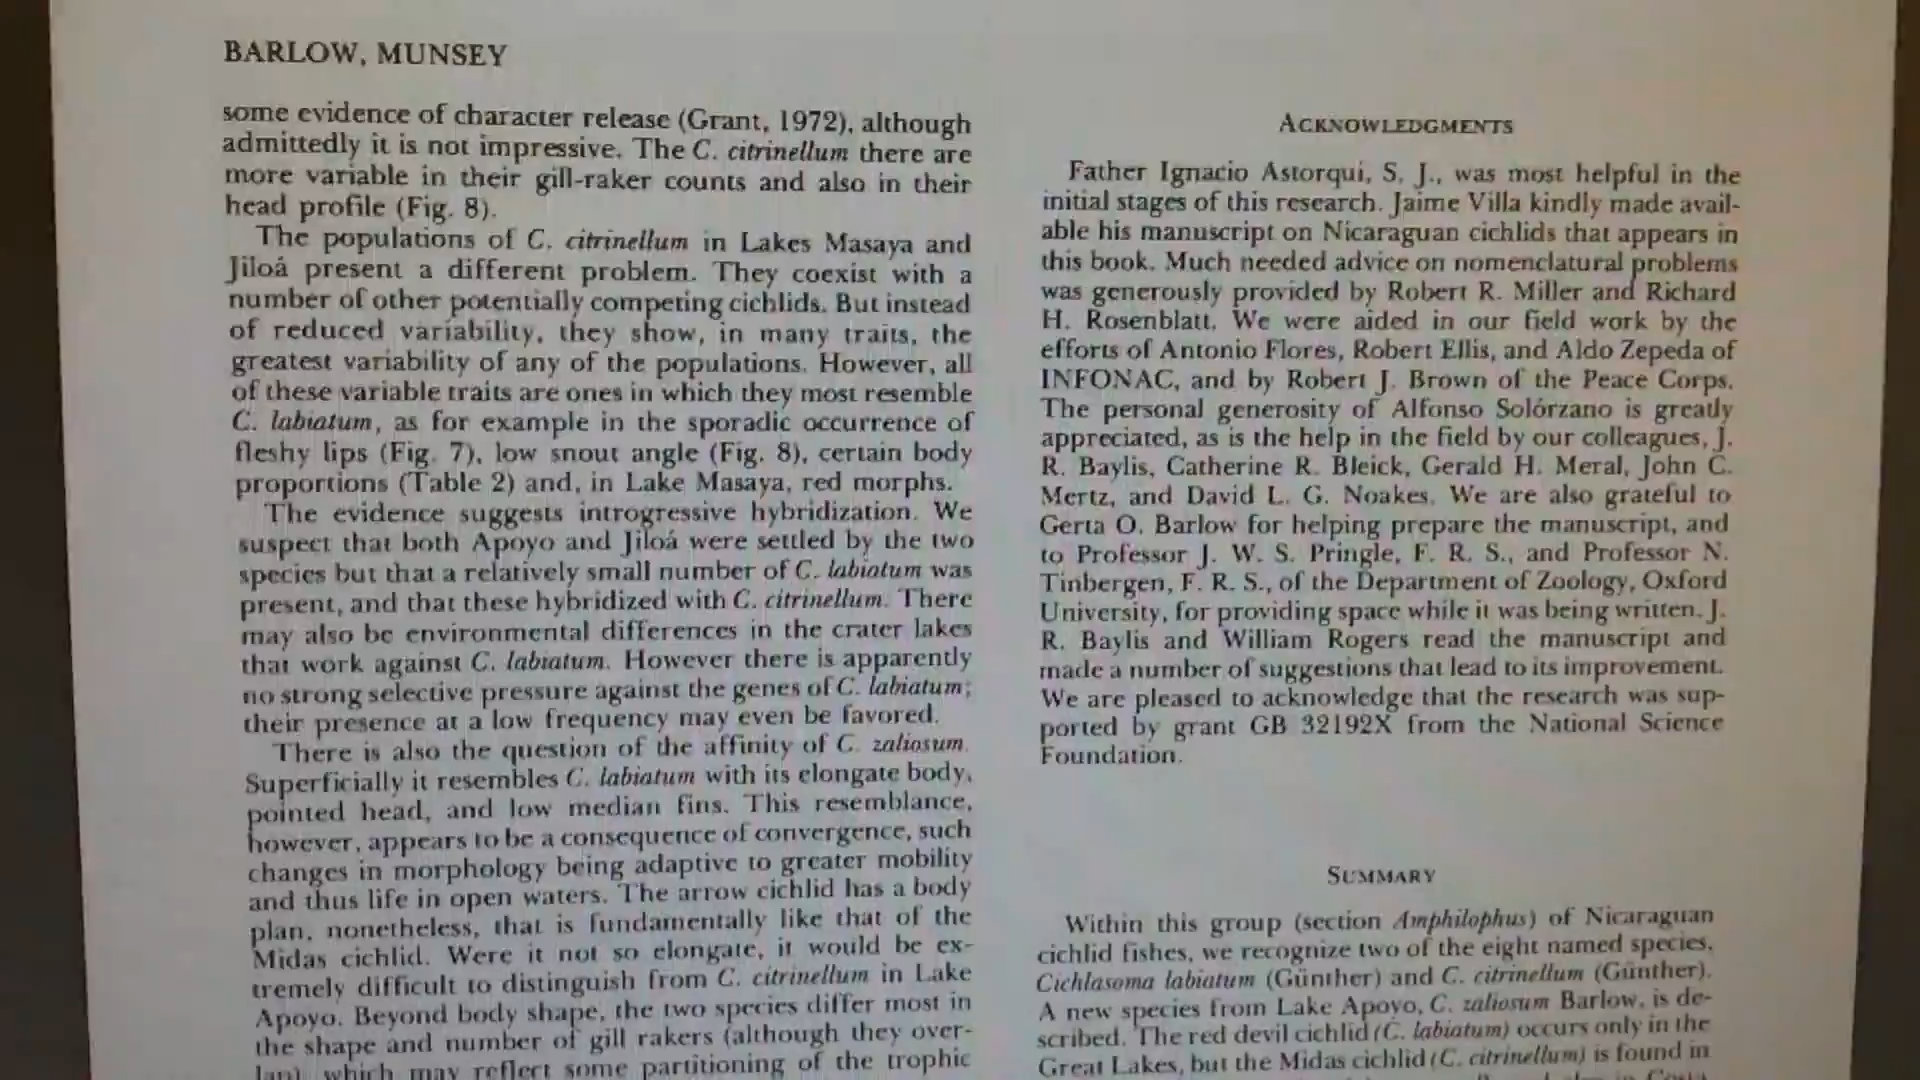 BARLOW, MUNSEY
some evidence of character release (Grant, 1972), although
admittedly it is not impressive. The C. citrinellum there are
more variable in their gill-raker counts and also in their
head profile (Fig. 8).
The populations of C. citrinellum in Lakes Masaya and
Jiloá present a different problem. They coexist with a
number of other potentially competing cichlids. But instead
of reduced variability, they show, in many traits, the
greatest variability of any of the populations. However, all
of these variable traits are ones in which they most resemble
C. labiatum, as for example in the sporadic occurrence of
fleshy lips (Fig. 7), low snout angle (Fig. 8), certain body
proportions (Table 2) and, in Lake Masaya, red morphs.
The evidence suggests introgressive hybridization. We
suspect that both Apoyo and Jiloá were settled by the two
species but that a relatively small number of C. labiatum was
present, and that these hybridized with C. citrinellum. There
may also be environmental differences in the crater lakes
that work against C. labiatum. However there is apparently
no strong selective pressure against the genes of C. labiatum;
their presence at a low frequency may even be favored.
There is also the question of the affinity of C. zaliosum.
Superficially it resembles C. labiatum with its elongate body,
pointed head, and low median fins. This resemblance,
however, appears to be a consequence of convergence, such
changes in morphology being adaptive to greater mobility
and thus life in open waters. The arrow cichlid has a body
plan, nonetheless, that is fundamentally like that of the
Midas cichlid. Were it not so elongate, it would be ex-
tremely difficult to distinguish from C. citrinellum in Lake
Apoyo. Beyond body shape, the two species differ most in
the shape and number of gill rakers (although they over-
lap), which may reflect some partitioning of the trophic
ACKNOWLEDGMENTS
Father Ignacio Astorqui, S. J., was most helpful in the
initial stages of this research. Jaime Villa kindly made avail-
able his manuscript on Nicaraguan cichlids that appears in
this book. Much needed advice on nomenclatural problems
was generously provided by Robert R. Miller and Richard
H. Rosenblatt. We were aided in our field work by the
efforts of Antonio Flores, Robert Ellis, and Aldo Zepeda of
INFONAC, and by Robert J. Brown of the Peace Corps.
The personal generosity of Alfonso Solórzano is greatly
appreciated, as is the help in the field by our colleagues, J.
R. Baylis, Catherine R. Bleick, Gerald H. Meral, John C.
Mertz, and David L. G. Noakes. We are also grateful to
Gerta O. Barlow for helping prepare the manuscript, and
to Professor J. W. S. Pringle, F. R. S., and Professor N.
Tinbergen, F. R. S., of the Department of Zoology, Oxford
University, for providing space while it was being written. J.
R. Baylis and William Rogers read the manuscript and
made a number of suggestions that lead to its improvement.
We are pleased to acknowledge that the research was sup-
ported by grant GB 32192X from the National Science
Foundation.
SUMMARY
Within this group (section Amphilophus) of Nicaraguan
cichlid fishes, we recognize two of the eight named species,
Cichlasoma labiatum (Günther) and C. citrinellum (Günther).
A new species from Lake Apoyo, C. zaliosum Barlow, is de-
scribed. The red devil cichlid (C. labiatum) occurs only in the
Great Lakes, but the Midas cichlid (C. citrinellum) is found in